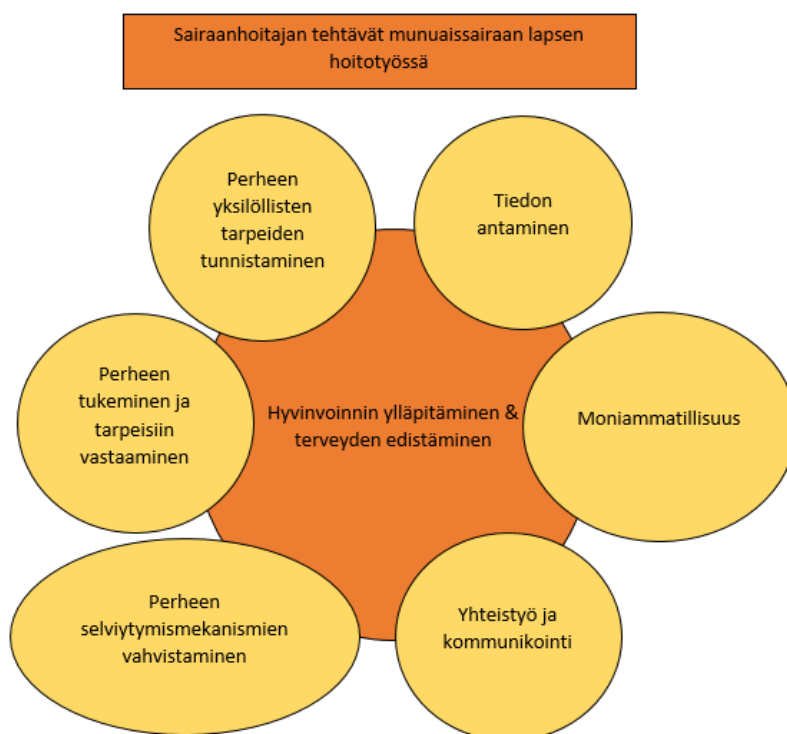 Sairaanhoitajan tehtävät munuaissairaan lapsen
hoitotyössä
Perheen
yksilöllisten
tarpeiden
tunnistaminen
Tiedon
antaminen
Perheen
tukeminen ja
tarpeisiin
vastaaminen
Hyvinvoinnin ylläpitäminen &
terveyden edistäminen
Moniammatillisuus
Perheen
selviytymismekanismien
vahvistaminen
Yhteistyö ja
kommunikointi